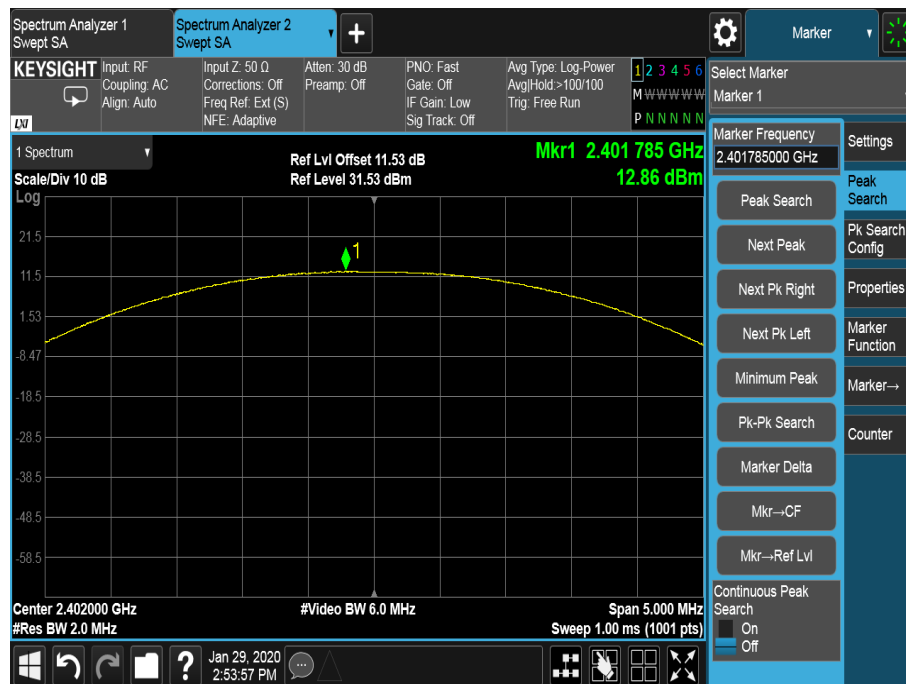 Spectrum Analyzer 1
Swept SA
Spectrum Analyzer 2
Swept SA
Marker
KEYSIGHT
LXI
Input: RF
Coupling: AC
Align: Auto
Input Z: 50 Ω
Corrections: Off
Freq Ref: Ext (S)
NFE: Adaptive
Atten: 30 dB
Preamp: Off
PNO: Fast
Gate: Off
IF Gain: Low
Sig Track: Off
Avg Type: Log-Power
Avg|Hold:>100/100
Trig: Free Run
1 2 3 4 5 6
M W W W W W
P N N N N N
Select Marker
Marker 1
1 Spectrum
Scale/Div 10 dB
Log
Ref Lvl Offset 11.53 dB
Ref Level 31.53 dBm
Mkr1 2.401 785 GHz
12.86 dBm
21.5
11.5
1.53
-8.47
-18.5
-28.5
-38.5
-48.5
-58.5
1
Center 2.402000 GHz
#Res BW 2.0 MHz
#Video BW 6.0 MHz
Span 5.000 MHz
Sweep 1.00 ms (1001 pts)
Marker Frequency
2.401785000 GHz
Peak Search
Next Peak
Next Pk Right
Next Pk Left
Minimum Peak
Pk-Pk Search
Marker Delta
Mkr→CF
Mkr→Ref Lvl
Continuous Peak
Search
On
Off
Settings
Peak
Search
Pk Search
Config
Properties
Marker
Function
Marker→
Counter
?
Jan 29, 2020
2:53:57 PM